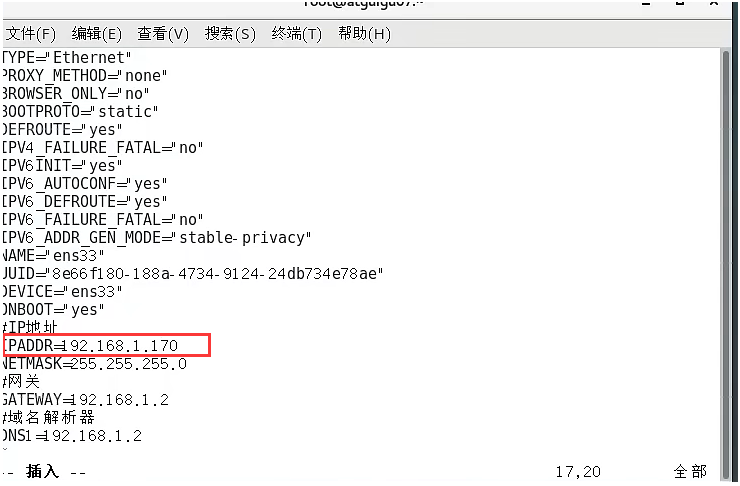 root@atguigu07:~
文件(F) 编辑(E) 查看(V) 搜索(S) 终端(T) 帮助(H)
TYPE="Ethernet"
PROXY_METHOD="none"
BROWSER_ONLY="no"
BOOTPROTO="static"
DEFROUTE="yes"
IPV4_FAILURE_FATAL="no"
IPV6INIT="yes"
IPV6_AUTOCONF="yes"
IPV6_DEFROUTE="yes"
IPV6_FAILURE_FATAL="no"
IPV6_ADDR_GEN_MODE="stable-privacy"
NAME="ens33"
UUID="8e66f180-188a-4734-9124-24db734e78ae"
DEVICE="ens33"
ONBOOT="yes"
#IP地址
IPADDR=192.168.1.170
NETMASK=255.255.255.0
#网关
GATEWAY=192.168.1.2
#域名解析器
DNS1=192.168.1.2
~
-- 插入 -- 17,20 全部